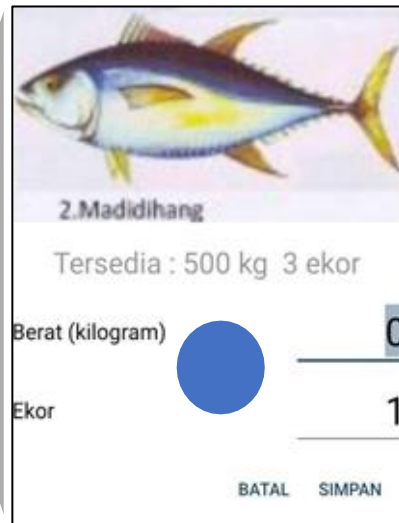 2.Madidihang
Tersedia : 500 kg 3 ekor
Berat (kilogram)
0
Ekor
1
BATAL SIMPAN